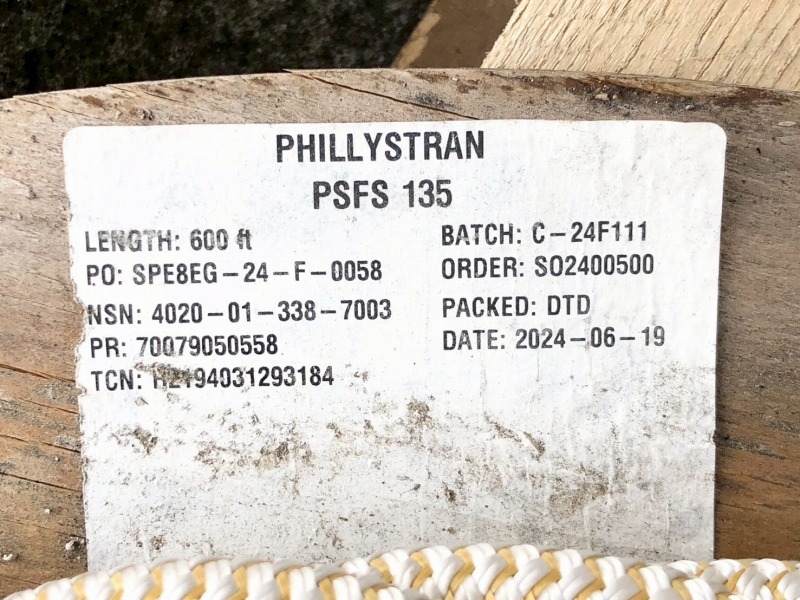 PHILLYSTRAN
PSFS 135
LENGTH: 600 ft
BATCH: C-24F111
PO: SPE8EG-24-F-0058
ORDER: SO2400500
NSN: 4020-01-338-7003
PACKED: DTD
PR: 70079050558
DATE: 2024-06-19
TCN: